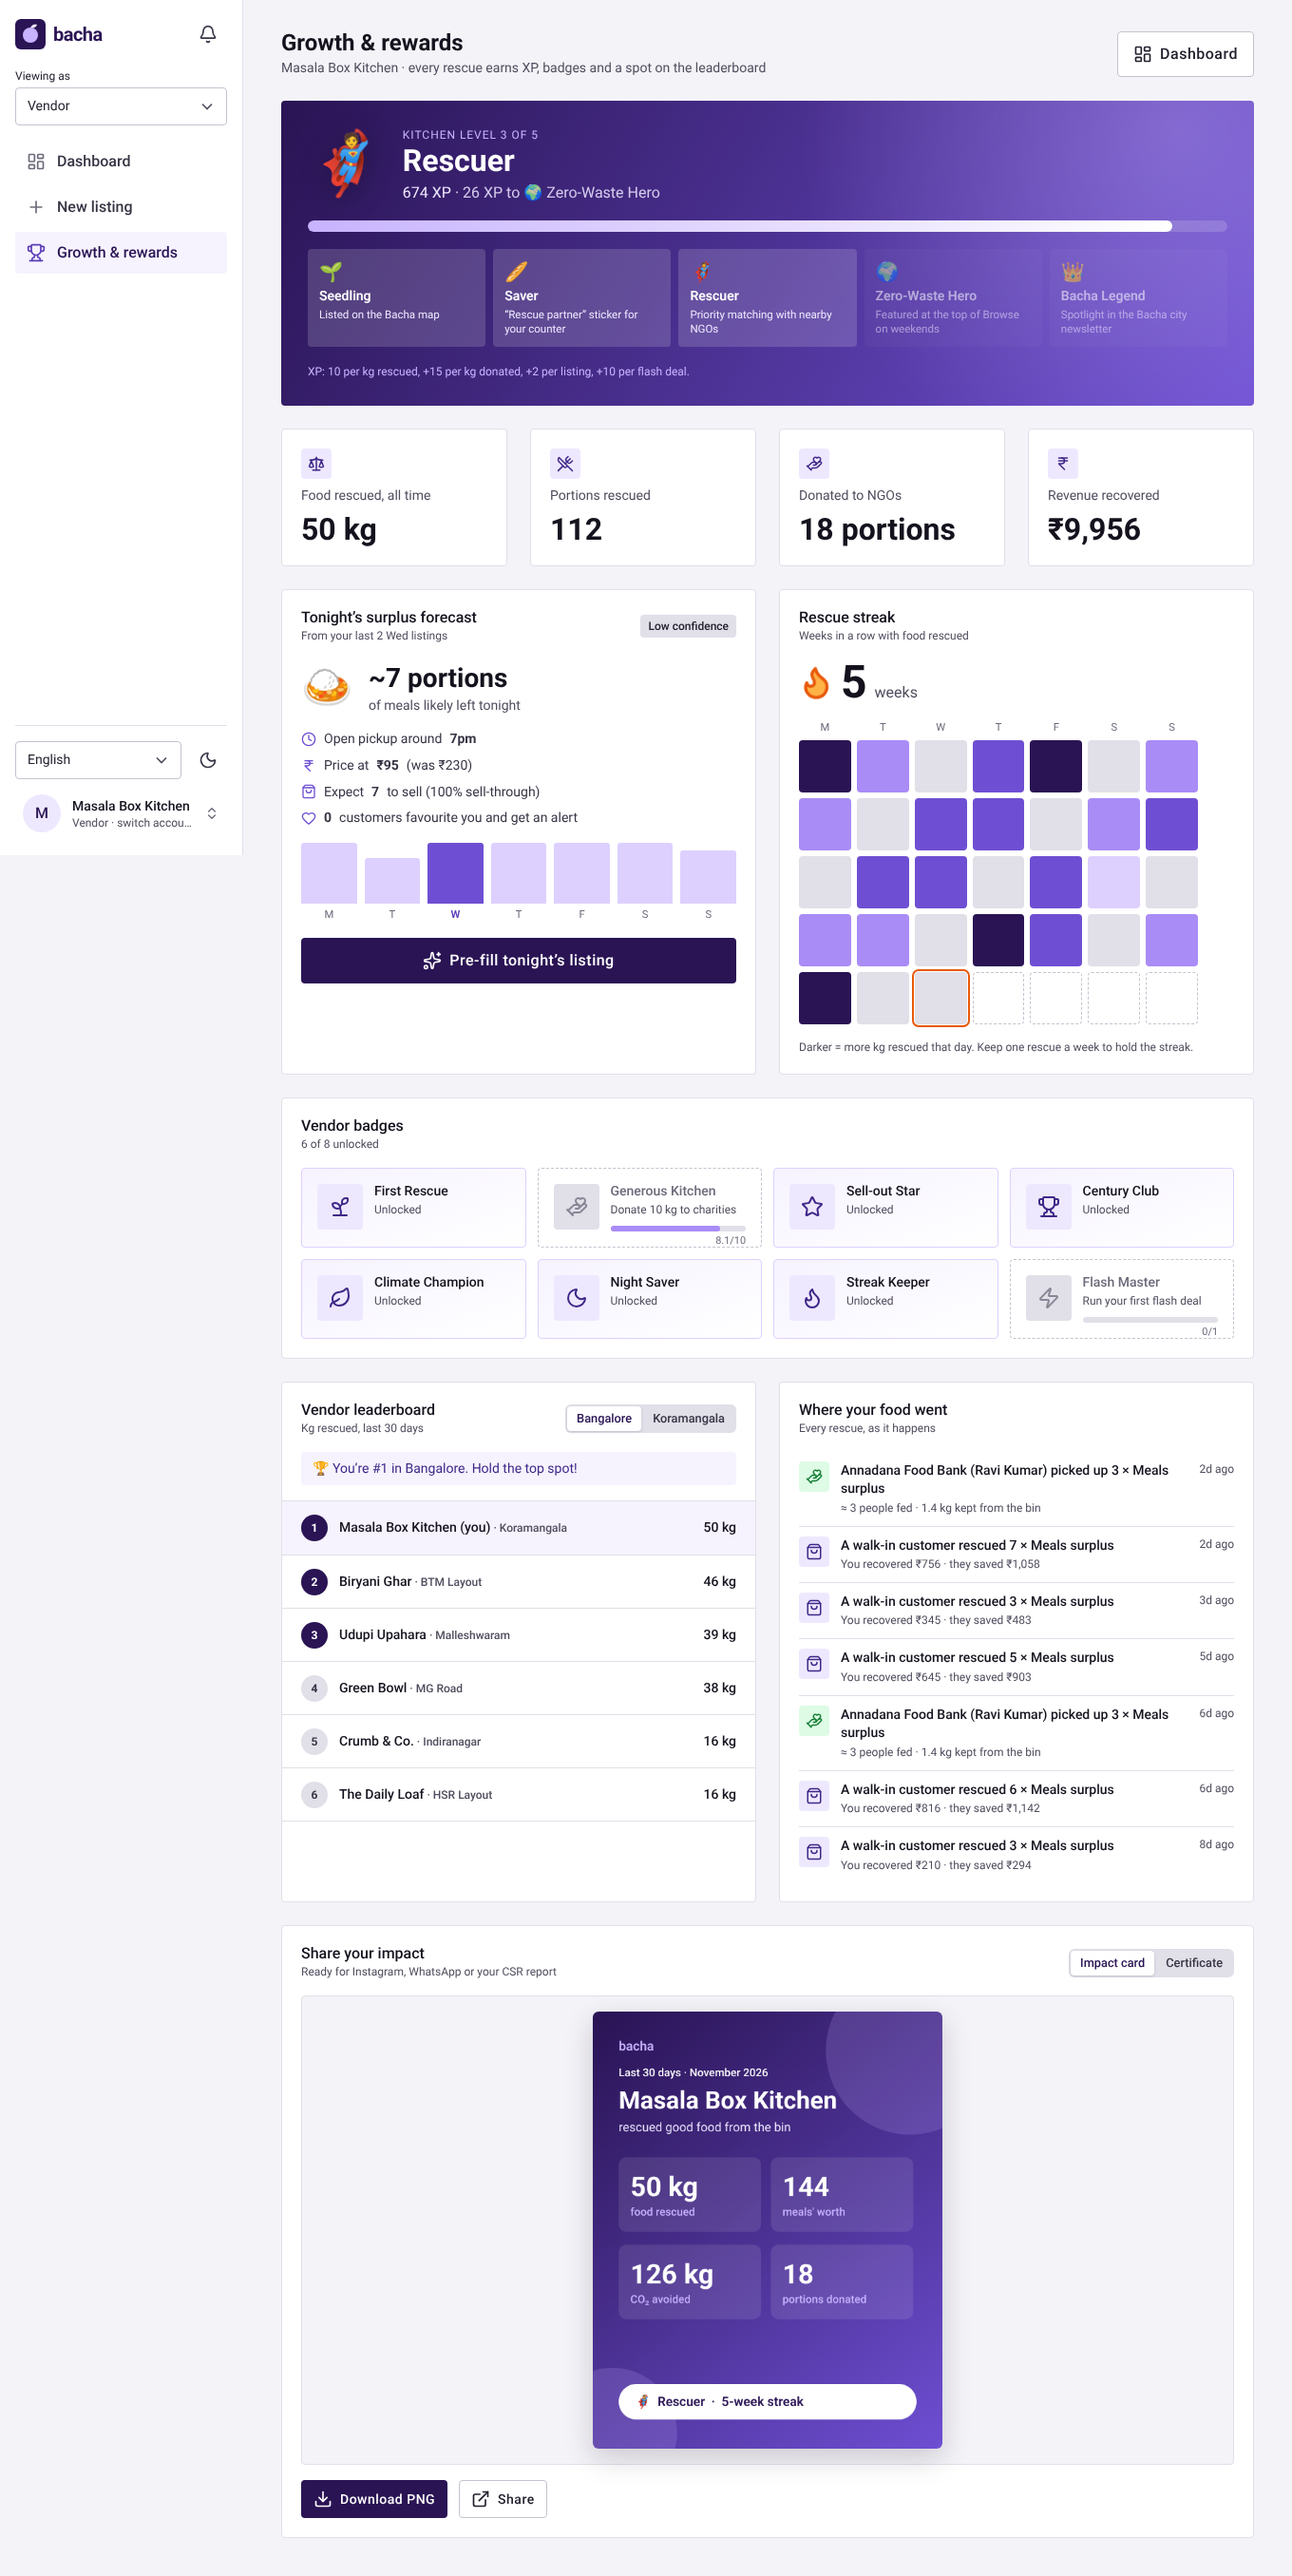 bacha
Viewing as
Vendor
Dashboard
New listing
Growth & rewards
English
M
Masala Box Kitchen
Vendor · switch accou...
Growth & rewards
Masala Box Kitchen · every rescue earns XP, badges and a spot on the leaderboard
Dashboard
KITCHEN LEVEL 3 OF 5
Rescuer
674 XP · 26 XP to 🌍 Zero-Waste Hero
Seedling
Listed on the Bacha map
Saver
“Rescue partner” sticker for
your counter
Rescuer
Priority matching with nearby
NGOs
Zero-Waste Hero
Featured at the top of Browse
on weekends
Bacha Legend
Spotlight in the Bacha city
newsletter
XP: 10 per kg rescued, +15 per kg donated, +2 per listing, +10 per flash deal.
Food rescued, all time
50 kg
Portions rescued
112
Donated to NGOs
18 portions
₹
Revenue recovered
₹9,956
Tonight’s surplus forecast
From your last 2 Wed listings
Low confidence
~7 portions
of meals likely left tonight
Open pickup around 7pm
₹ Price at ₹95 (was ₹230)
Expect 7 to sell (100% sell-through)
0 customers favourite you and get an alert
M T W T F S S
Pre-fill tonight’s listing
Rescue streak
Weeks in a row with food rescued
5 weeks
M T W T F S S
Darker = more kg rescued that day. Keep one rescue a week to hold the streak.
Vendor badges
6 of 8 unlocked
First Rescue
Unlocked
Generous Kitchen
Donate 10 kg to charities
8.1/10
Sell-out Star
Unlocked
Century Club
Unlocked
Climate Champion
Unlocked
Night Saver
Unlocked
Streak Keeper
Unlocked
Flash Master
Run your first flash deal
0/1
Vendor leaderboard
Kg rescued, last 30 days
Bangalore Koramangala
🏆 You’re #1 in Bangalore. Hold the top spot!
1 Masala Box Kitchen (you) · Koramangala 50 kg
2 Biryani Ghar · BTM Layout 46 kg
3 Udupi Upahara · Malleshwaram 39 kg
4 Green Bowl · MG Road 38 kg
5 Crumb & Co. · Indiranagar 16 kg
6 The Daily Loaf · HSR Layout 16 kg
Where your food went
Every rescue, as it happens
Annadana Food Bank (Ravi Kumar) picked up 3 × Meals 2d ago
surplus
≈ 3 people fed · 1.4 kg kept from the bin
A walk-in customer rescued 7 × Meals surplus 2d ago
You recovered ₹756 · they saved ₹1,058
A walk-in customer rescued 3 × Meals surplus 3d ago
You recovered ₹345 · they saved ₹483
A walk-in customer rescued 5 × Meals surplus 5d ago
You recovered ₹645 · they saved ₹903
Annadana Food Bank (Ravi Kumar) picked up 3 × Meals 6d ago
surplus
≈ 3 people fed · 1.4 kg kept from the bin
A walk-in customer rescued 6 × Meals surplus 6d ago
You recovered ₹816 · they saved ₹1,142
A walk-in customer rescued 3 × Meals surplus 8d ago
You recovered ₹210 · they saved ₹294
Share your impact
Ready for Instagram, WhatsApp or your CSR report
Impact card Certificate
bacha
Last 30 days · November 2026
Masala Box Kitchen
rescued good food from the bin
50 kg
food rescued
144
meals’ worth
126 kg
CO₂ avoided
18
portions donated
Rescuer · 5-week streak
Download PNG
Share